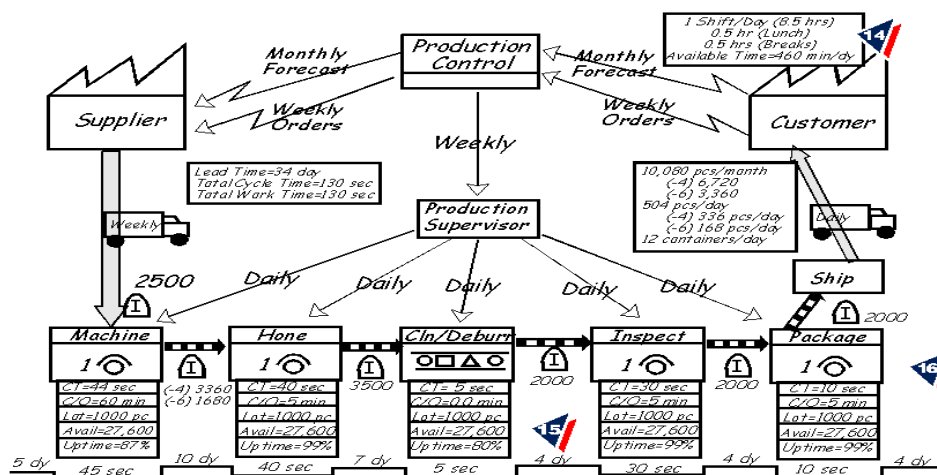 1 Shift/Day (8.5 hrs)
0.5 hr (Lunch)
0.5 hrs (Breaks)
Available Time=460 min/dy
14
Production
Control
Monthly
Forecast
Monthly
Forecast
Weekly
Orders
Weekly
Orders
Supplier
Customer
Weekly
Lead Time=34 day
Total Cycle Time=130 sec
Total Work Time=130 sec
10,080 pcs/month
(-4) 6,720
(-6) 3,360
504 pcs/day
(-4) 336 pcs/day
(-6) 168 pcs/day
12 containers/day
Production
Supervisor
Weekly
Daily
Daily
Daily
Daily
Daily
Daily
Ship
2500
I
I
2000
Machine
1
CT=44 sec
C/O=60 min
Lot=1000 pc
Avail=27,600
Uptime=87%
I
(-4) 3360
(-6) 1680
Hone
1
CT=40 sec
C/O=5 min
Lot=1000 pc
Avail=27,600
Uptime=99%
I
3500
Cln/Deburr
CT= 5 sec
C/O=0.0 min
Lot=1000 pc
Avail=27,600
Uptime=80%
I
2000
15
Inspect
1
CT=30 sec
C/O=5 min
Lot=1000 pc
Avail=27,600
Uptime=99%
I
2000
Package
1
CT=10 sec
C/O=5 min
Lot=1000 pc
Avail=27,600
Uptime=99%
16
5 dy
45 sec
10 dy
40 sec
7 dy
5 sec
4 dy
30 sec
4 dy
10 sec
4 dy